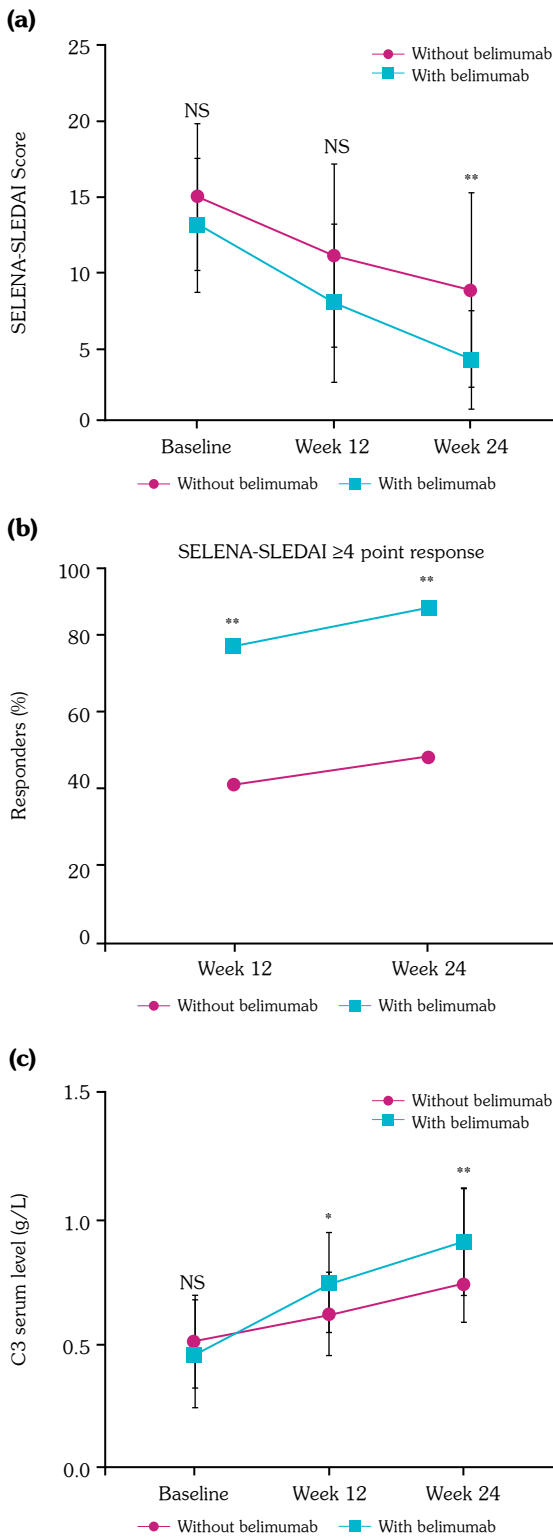 (a)
25
20
15
10
5
0
SELENA-SLEDAI Score
Without belimumab
With belimumab
NS
NS
**
Baseline Week 12 Week 24
Without belimumab With belimumab
(b)
SELENA-SLEDAI ≥4 point response
100
80
60
40
20
0
Responders (%)
**
**
Week 12 Week 24
Without belimumab With belimumab
(c)
1.5
1.0
0.5
0.0
C3 serum level (g/L)
Without belimumab
With belimumab
NS
*
**
Baseline Week 12 Week 24
Without belimumab With belimumab